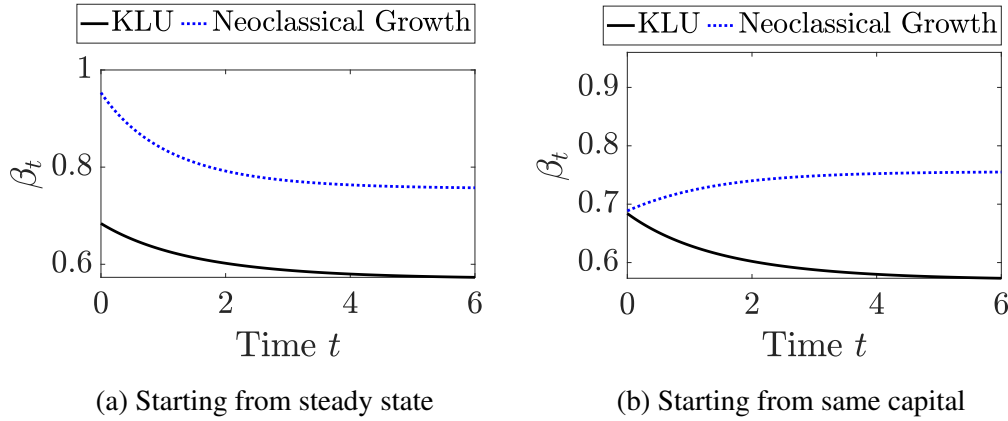 KLU Neoclassical Growth
1
0.8
0.6
β_t
0 2 4 6
Time t
(a) Starting from steady state
KLU Neoclassical Growth
0.9
0.8
0.7
0.6
β_t
0 2 4 6
Time t
(b) Starting from same capital